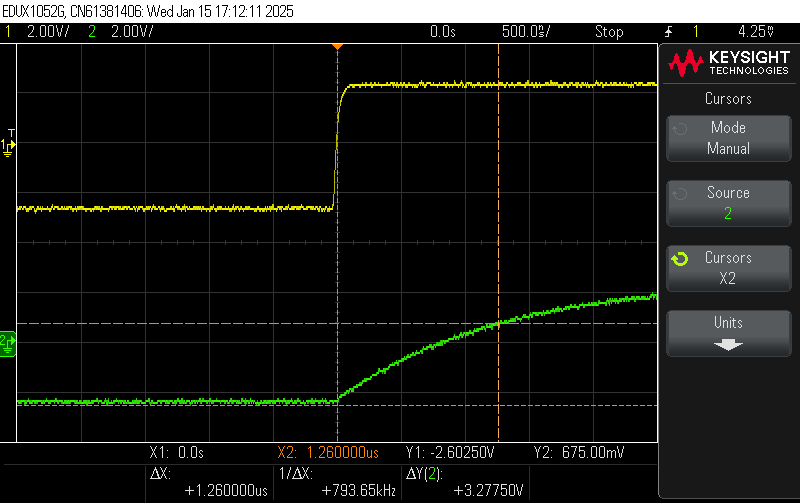 EDUX1052G, CN61381406: Wed Jan 15 17:12:11 2025
1 2.00V/ 2 2.00V/ 0.0s 500.0ns/ Stop 1 4.25V
KEYSIGHT
TECHNOLOGIES
Cursors
Mode
Manual
Source
2
Cursors
X2
Units
T
1
2
X1: 0.0s X2: 1.260000us Y1: -2.60250V Y2: 675.00mV
ΔX: 1/ΔX: ΔY(2):
+1.260000us +793.65kHz +3.27750V